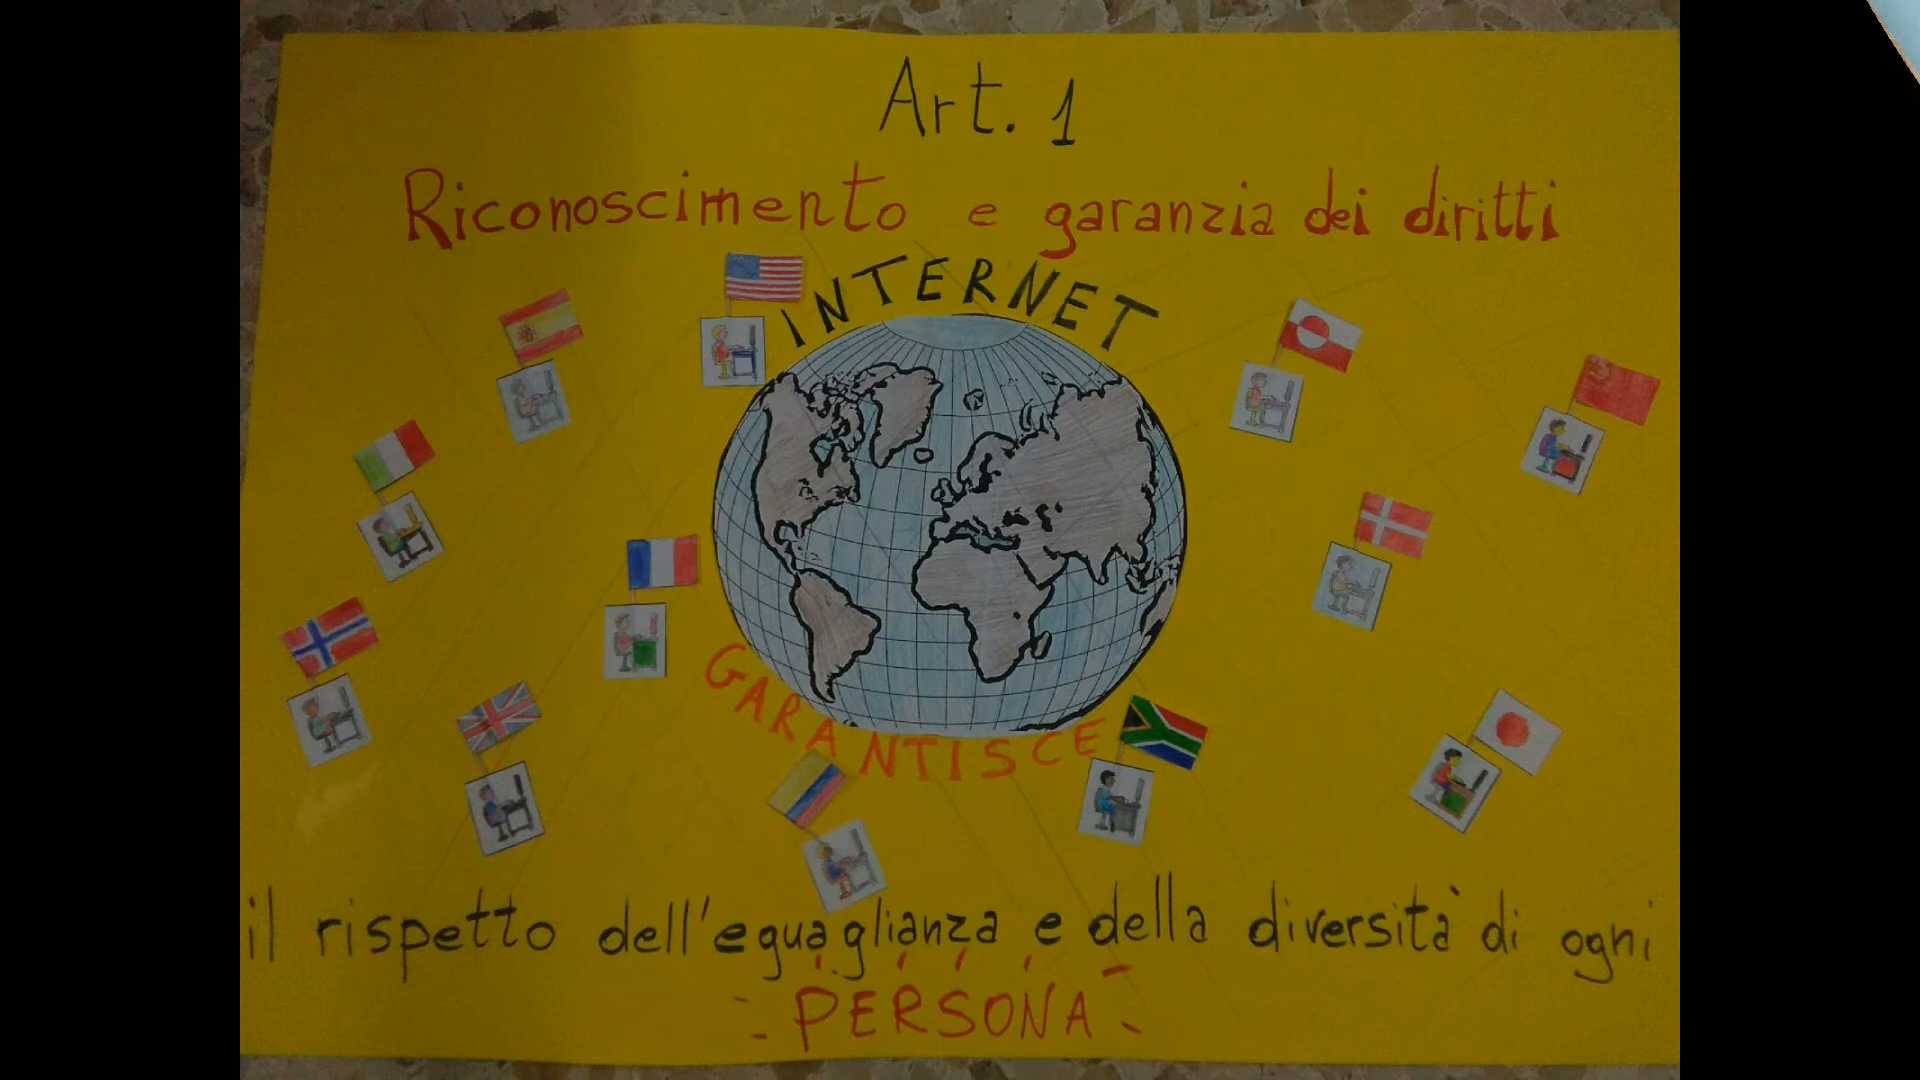 Art. 1
Riconoscimento e garanzia dei diritti
INTERNET
GARANTISCE
il rispetto dell'eguaglianza e della diversità di ogni
PERSONA